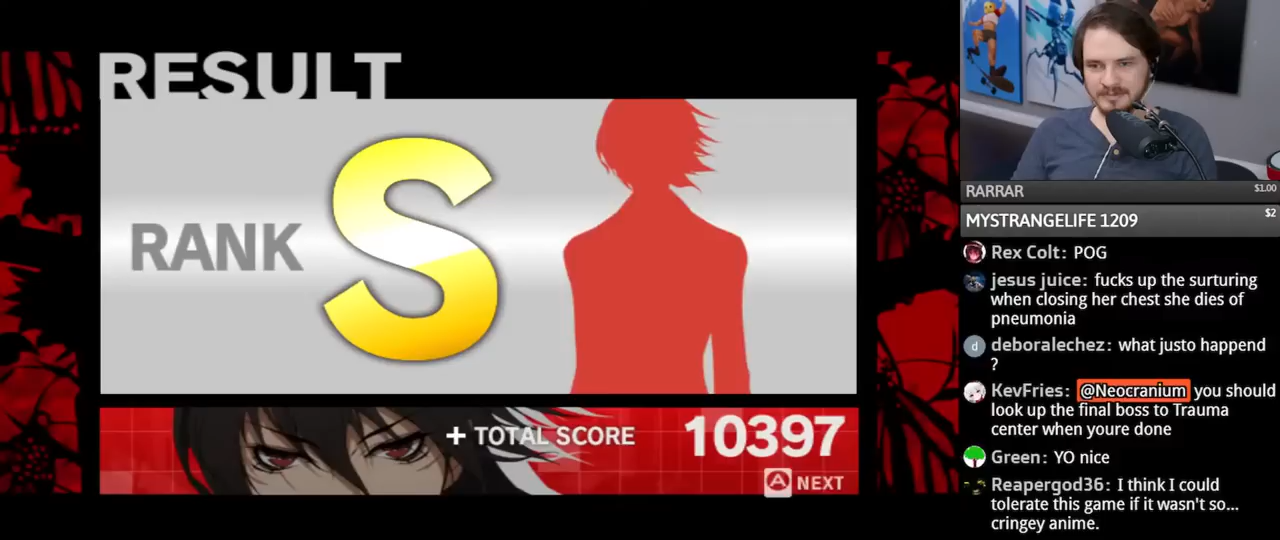 RESULT
RANK S
+ TOTAL SCORE 10397
A NEXT
RARRAR $1.00
MYSTRANGELIFE 1209 $2
Rex Colt: POG
jesus juice: fucks up the surturing
when closing her chest she dies of
pneumonia
d deboralechez: what justo happend
?
KevFries: @Neocranium you should
look up the final boss to Trauma
center when youre done
Green: YO nice
Reapergod36: I think I could
tolerate this game if it wasn't so...
cringey anime.